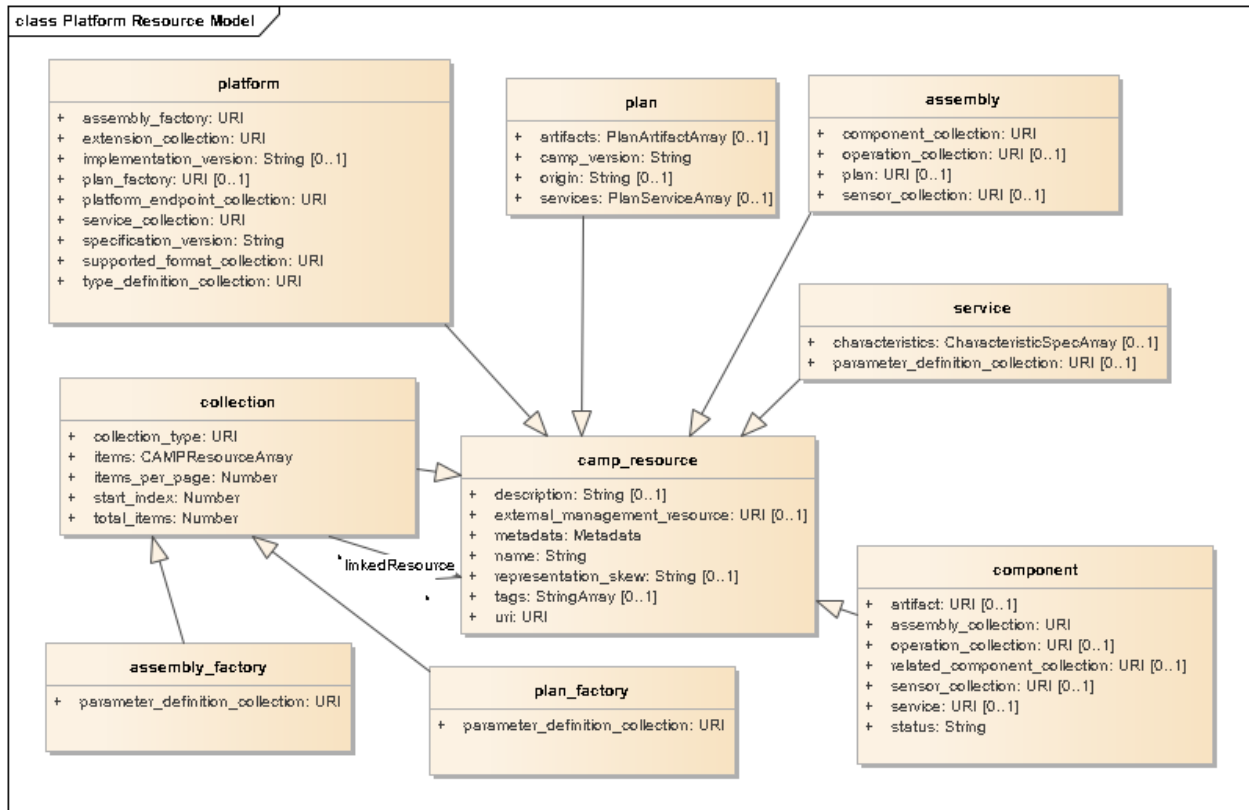 class Platform Resource Model
platform
+ assembly_factory: URI
+ extension_collection: URI
+ implementation_version: String [0..1]
+ plan_factory: URI [0..1]
+ platform_endpoint_collection: URI
+ service_collection: URI
+ specification_version: String
+ supported_format_collection: URI
+ type_definition_collection: URI
plan
+ artifacts: PlanArtifactArray [0..1]
+ camp_version: String
+ origin: String [0..1]
+ services: PlanServiceArray [0..1]
assembly
+ component_collection: URI
+ operation_collection: URI [0..1]
+ plan: URI [0..1]
+ sensor_collection: URI [0..1]
service
+ characteristics: CharacteristicSpecArray [0..1]
+ parameter_definition_collection: URI [0..1]
collection
+ collection_type: URI
+ items: CAMPResourceArray
+ items_per_page: Number
+ start_index: Number
+ total_items: Number
camp_resource
+ description: String [0..1]
+ external_management_resource: URI [0..1]
+ metadata: Metadata
+ name: String
+ representation_skew: String [0..1]
+ tags: StringArray [0..1]
+ uri: URI
* linkedResource
*
component
+ artifact: URI [0..1]
+ assembly_collection: URI
+ operation_collection: URI [0..1]
+ related_component_collection: URI [0..1]
+ sensor_collection: URI [0..1]
+ service: URI [0..1]
+ status: String
assembly_factory
+ parameter_definition_collection: URI
plan_factory
+ parameter_definition_collection: URI